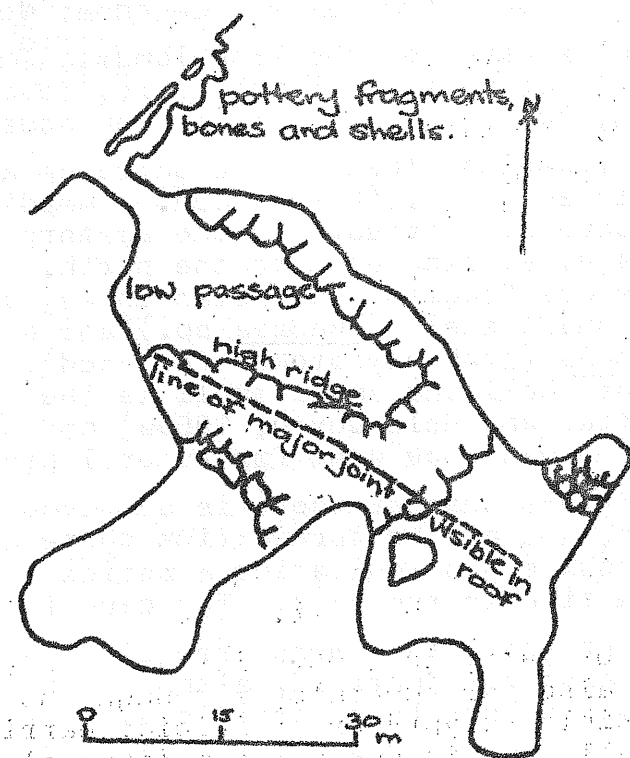 pottery fragments,
bones and shells.
N
low passage
high ridge
line of major joint
visible in
roof
0 15 30
m